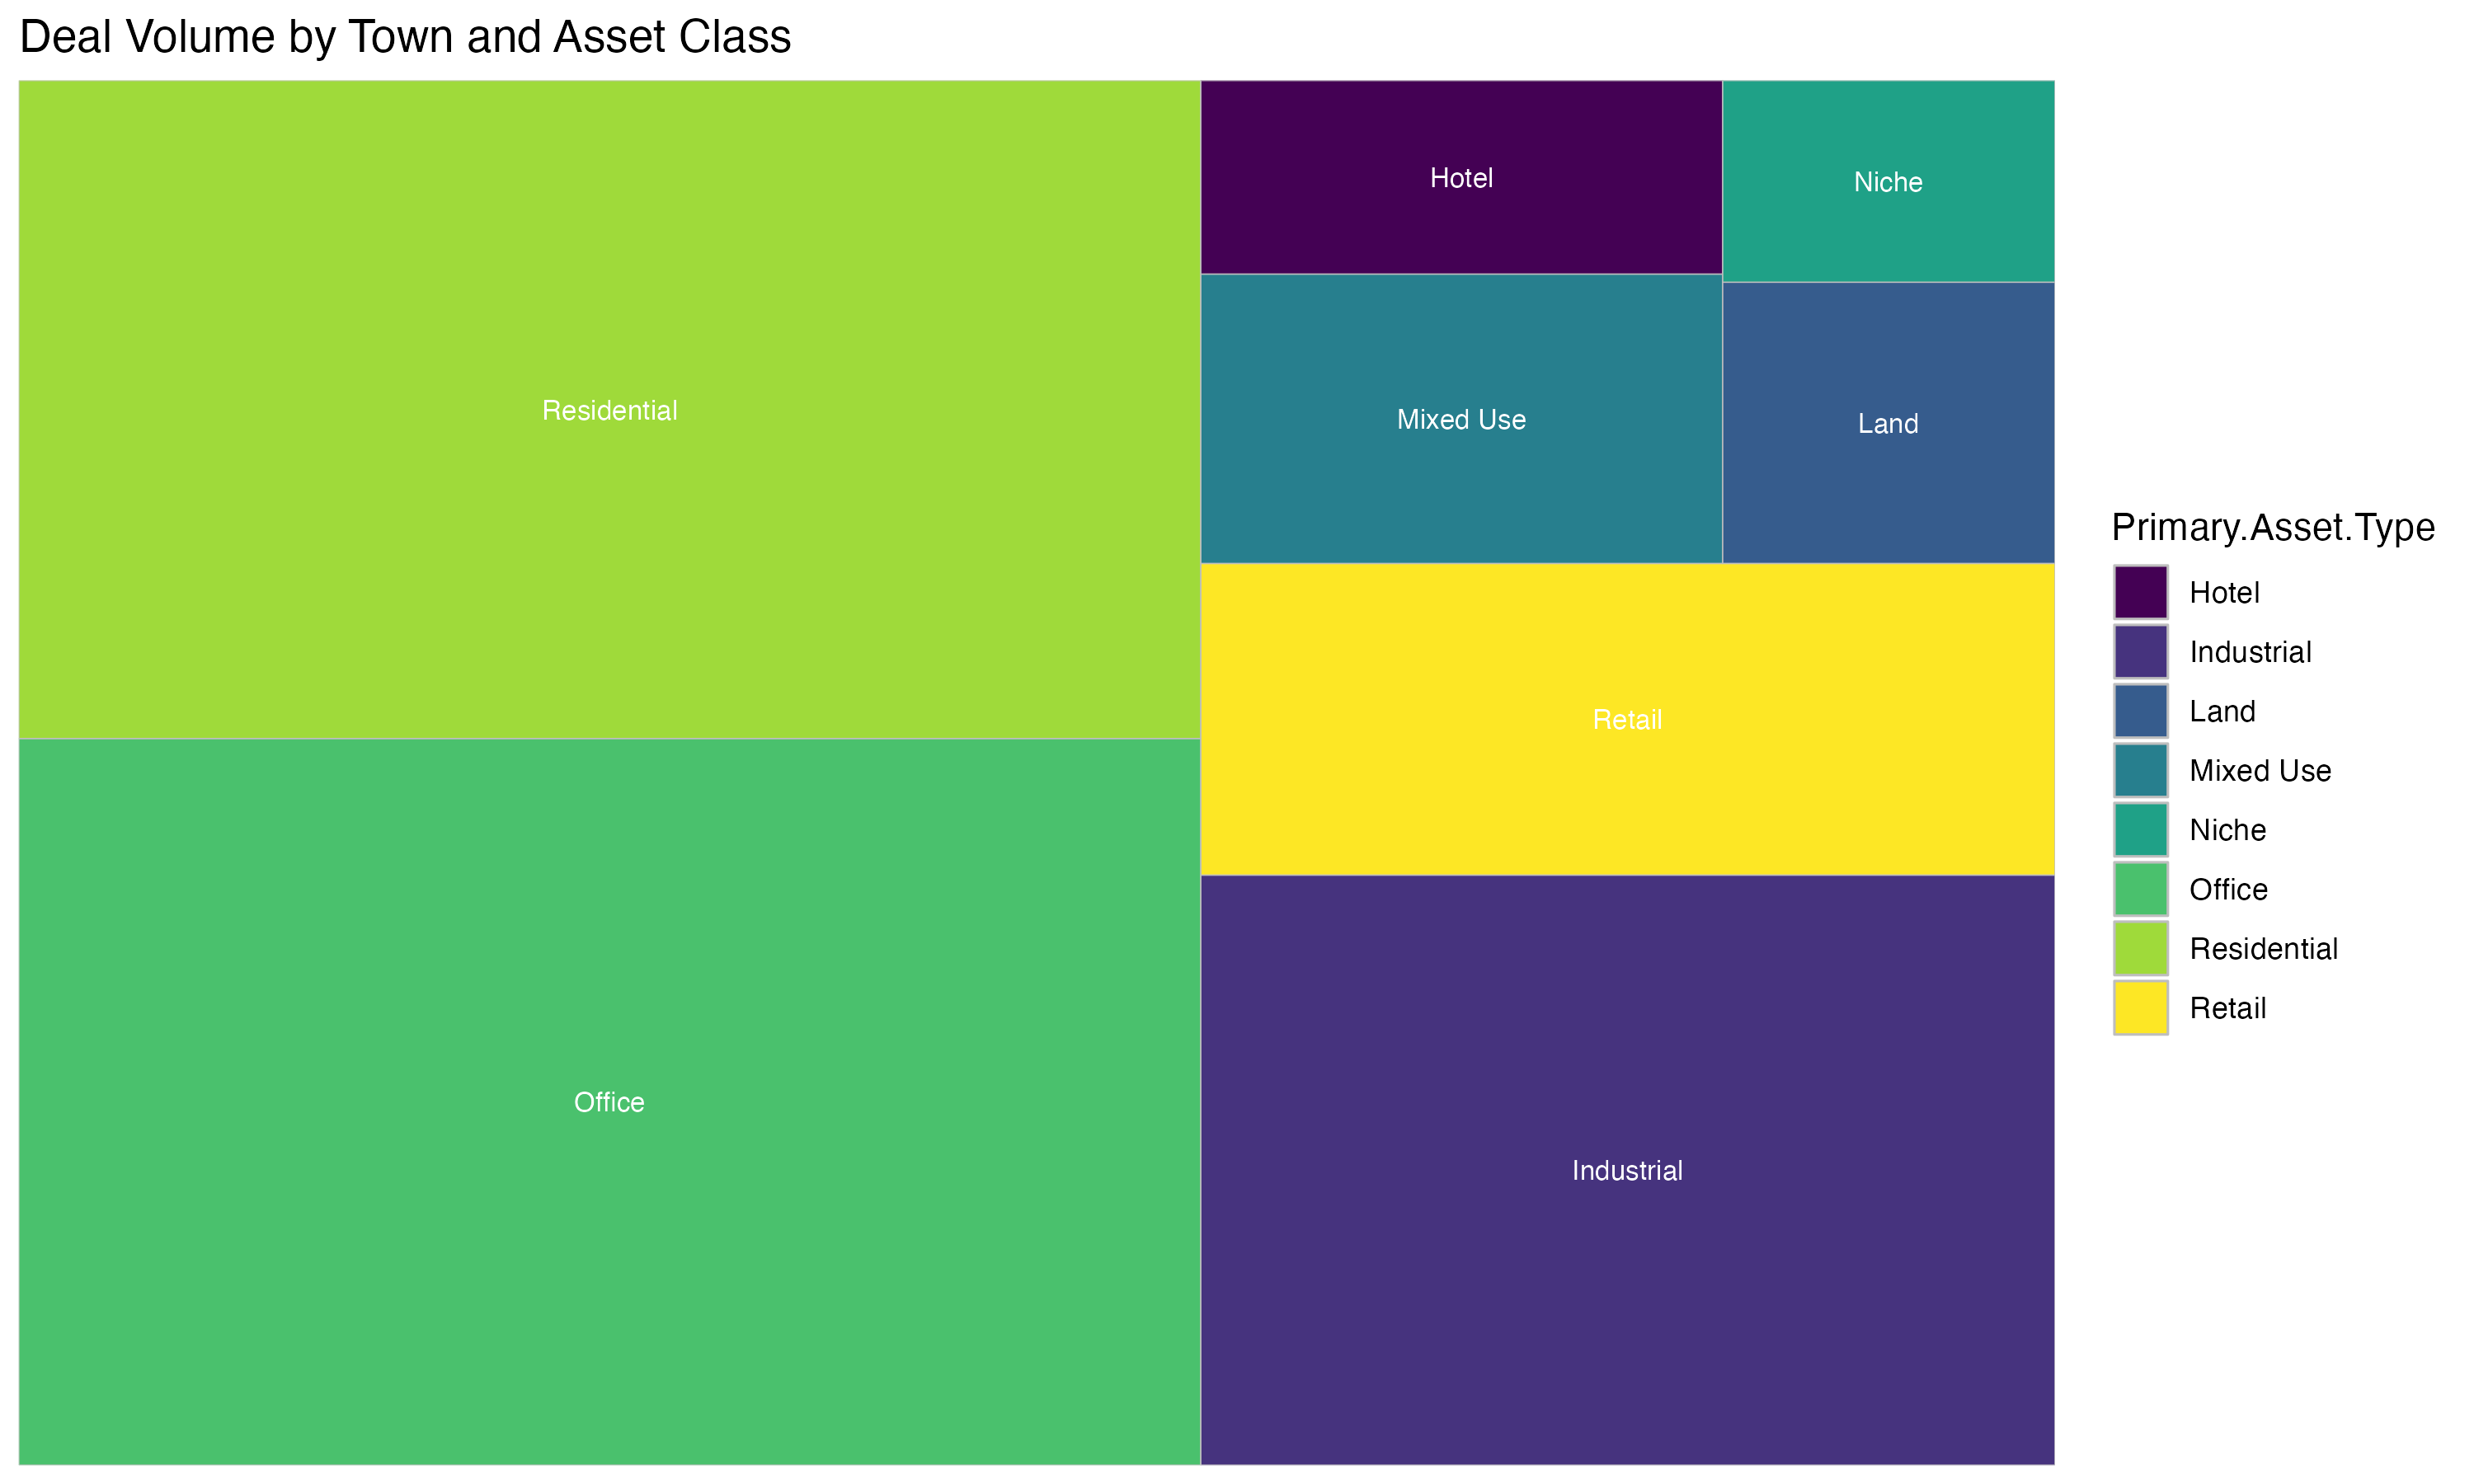 Deal Volume by Town and Asset Class
Hotel
Niche
Residential
Mixed Use
Land
Retail
Office
Industrial
Primary.Asset.Type
Hotel
Industrial
Land
Mixed Use
Niche
Office
Residential
Retail